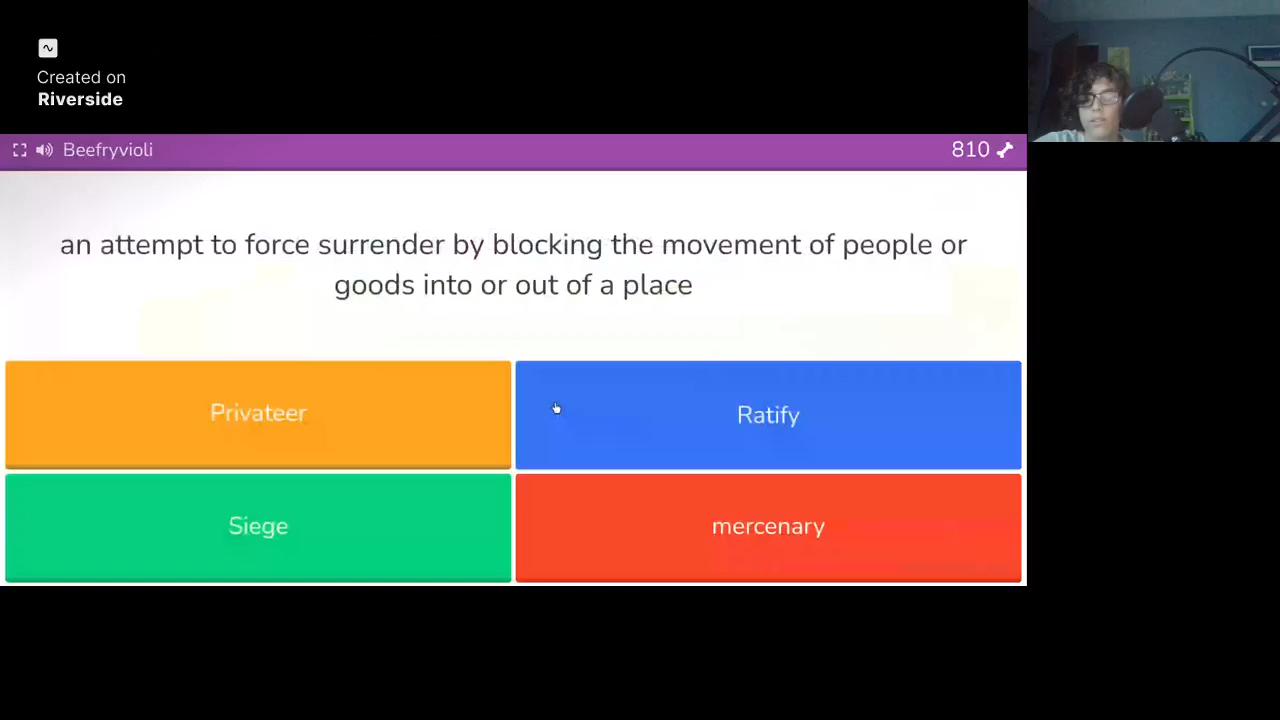 Created on
Riverside
Beefryvioli
810
an attempt to force surrender by blocking the movement of people or
goods into or out of a place
Privateer
Ratify
Siege
mercenary